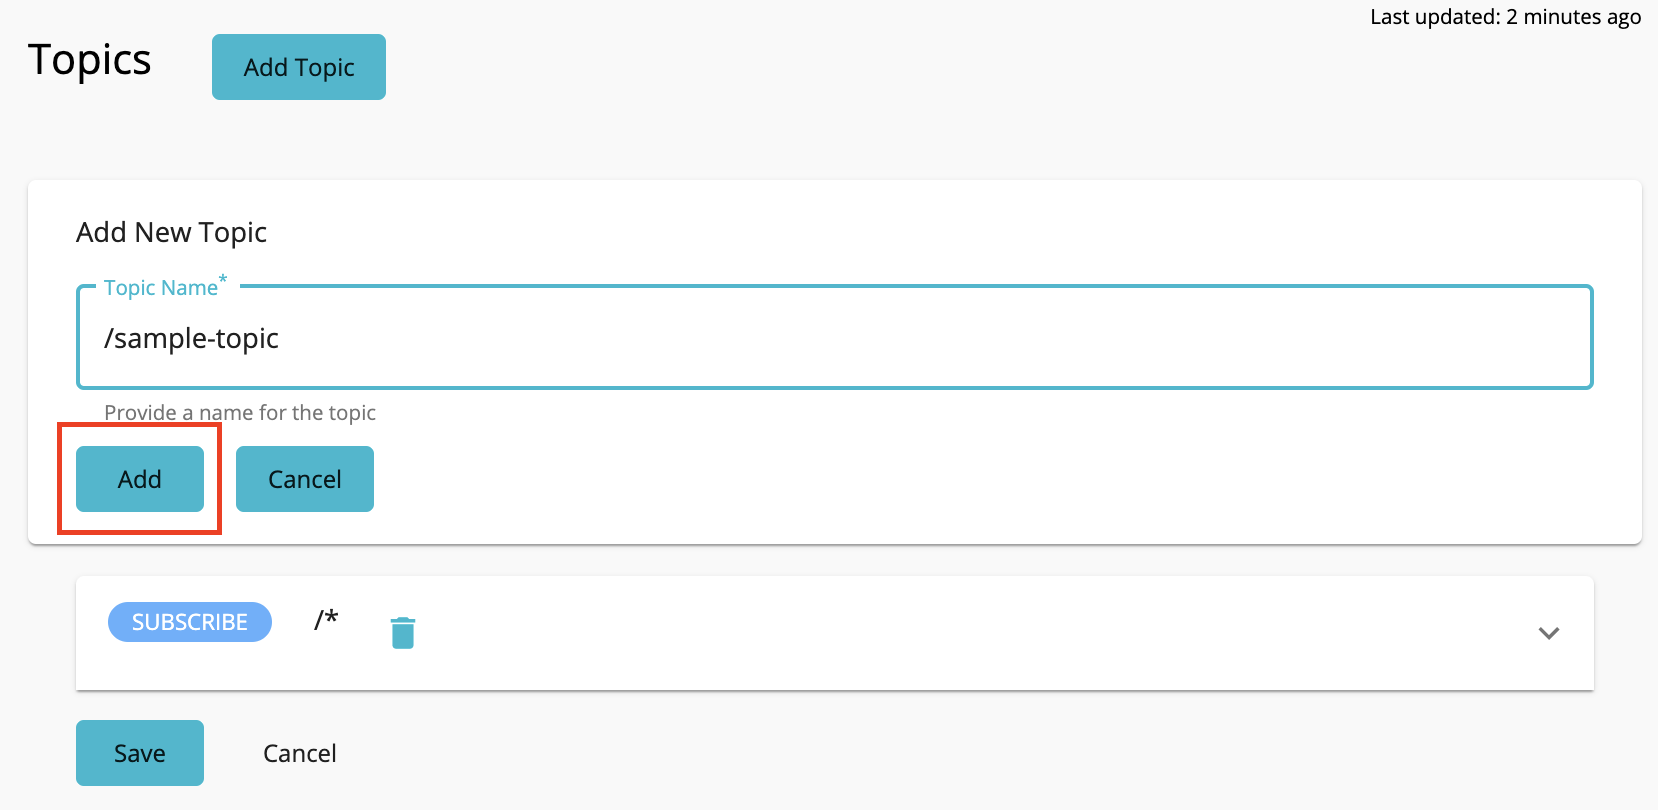 Last updated: 2 minutes ago
Topics
Add Topic
Add New Topic
Topic Name*
/sample-topic
Provide a name for the topic
Add
Cancel
SUBSCRIBE
/*
Save
Cancel